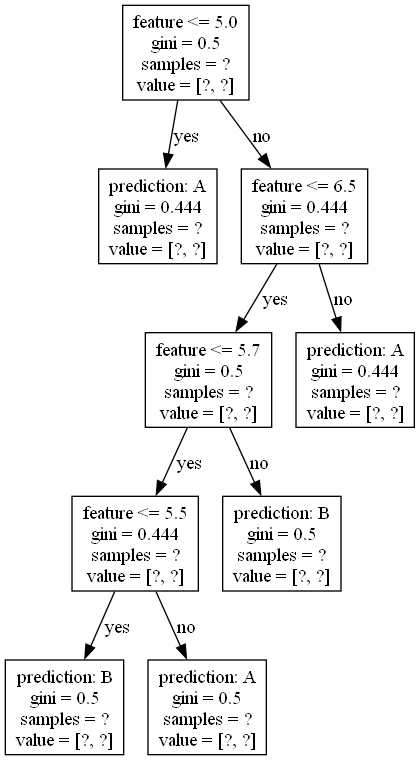 feature <= 5.0
gini = 0.5
samples = ?
value = [?, ?]
yes
no
prediction: A
gini = 0.444
samples = ?
value = [?, ?]
feature <= 6.5
gini = 0.444
samples = ?
value = [?, ?]
yes
no
feature <= 5.7
gini = 0.5
samples = ?
value = [?, ?]
prediction: A
gini = 0.444
samples = ?
value = [?, ?]
yes
no
feature <= 5.5
gini = 0.444
samples = ?
value = [?, ?]
prediction: B
gini = 0.5
samples = ?
value = [?, ?]
yes
no
prediction: B
gini = 0.5
samples = ?
value = [?, ?]
prediction: A
gini = 0.5
samples = ?
value = [?, ?]